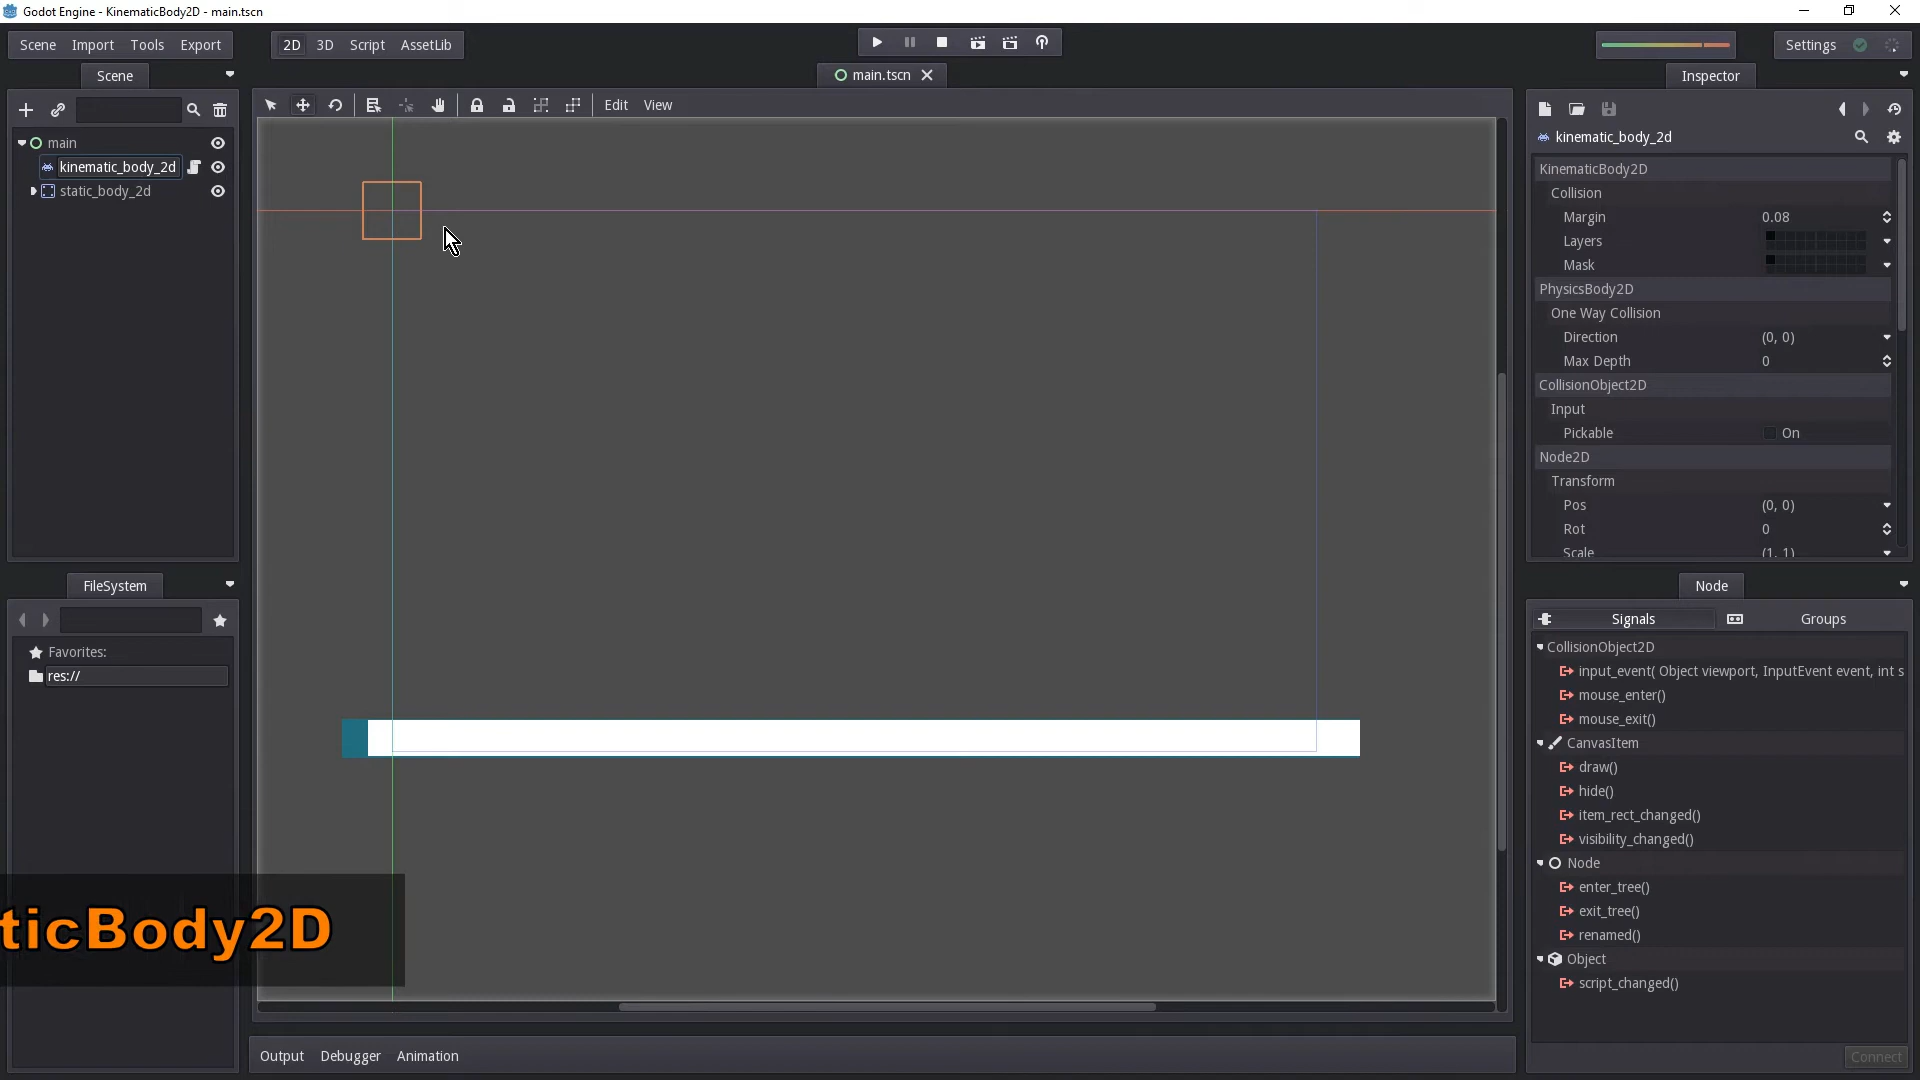 Godot Engine - KinematicBody2D - main.tscn
Scene Import Tools Export
2D 3D Script AssetLib
Settings
Scene
main.tscn
Inspector
Edit View
main
kinematic_body_2d
static_body_2d
kinematic_body_2d
KinematicBody2D
Collision
Margin 0.08
Layers
Mask
PhysicsBody2D
One Way Collision
Direction (0, 0)
Max Depth 0
CollisionObject2D
Input
Pickable On
Node2D
Transform
Pos (0, 0)
Rot 0
Scale (1, 1)
FileSystem
Favorites:
res://
Node
Signals Groups
CollisionObject2D
input_event( Object viewport, InputEvent event, int s
mouse_enter()
mouse_exit()
CanvasItem
draw()
hide()
item_rect_changed()
visibility_changed()
Node
enter_tree()
exit_tree()
renamed()
Object
script_changed()
Connect
ticBody2D
Output Debugger Animation